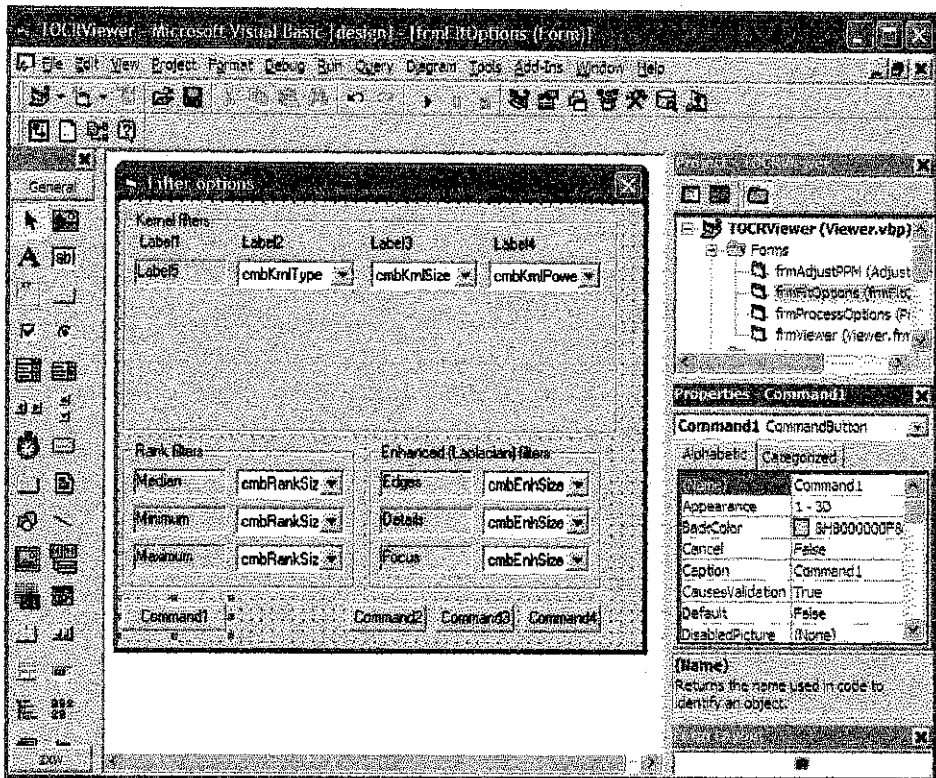 TOCRViewer - Microsoft Visual Basic [design] - [frmFltOptions (Form)]
File Edit View Project Format Debug Run Query Diagram Tools Add-Ins Window Help
General
Filter options
Kernel filters
Label1 Label2 Label3 Label4
Label5 cmbKrnlType cmbKrnlSize cmbKrnlPowe
Rank filters
Median cmbRankSiz
Minimum cmbRankSiz
Maximum cmbRankSiz
Enhanced (Laplacian) filters
Edges cmbEnhSize
Details cmbEnhSize
Focus cmbEnhSize
Command1 Command2 Command3 Command4
TOCRViewer (Viewer.vbp)
Forms
frmAdjustPPM (Adjust
frmFltOptions (frmFltO
frmProcessOptions (Pr
frmViewer (Viewer.frm
Properties - Command1
Command1 CommandButton
Alphabetic Categorized
(Name) Command1
Appearance 1 - 3D
BackColor &H8000000F&
Cancel False
Caption Command1
CausesValidation True
Default False
DisabledPicture (None)
(Name)
Returns the name used in code to
identify an object.